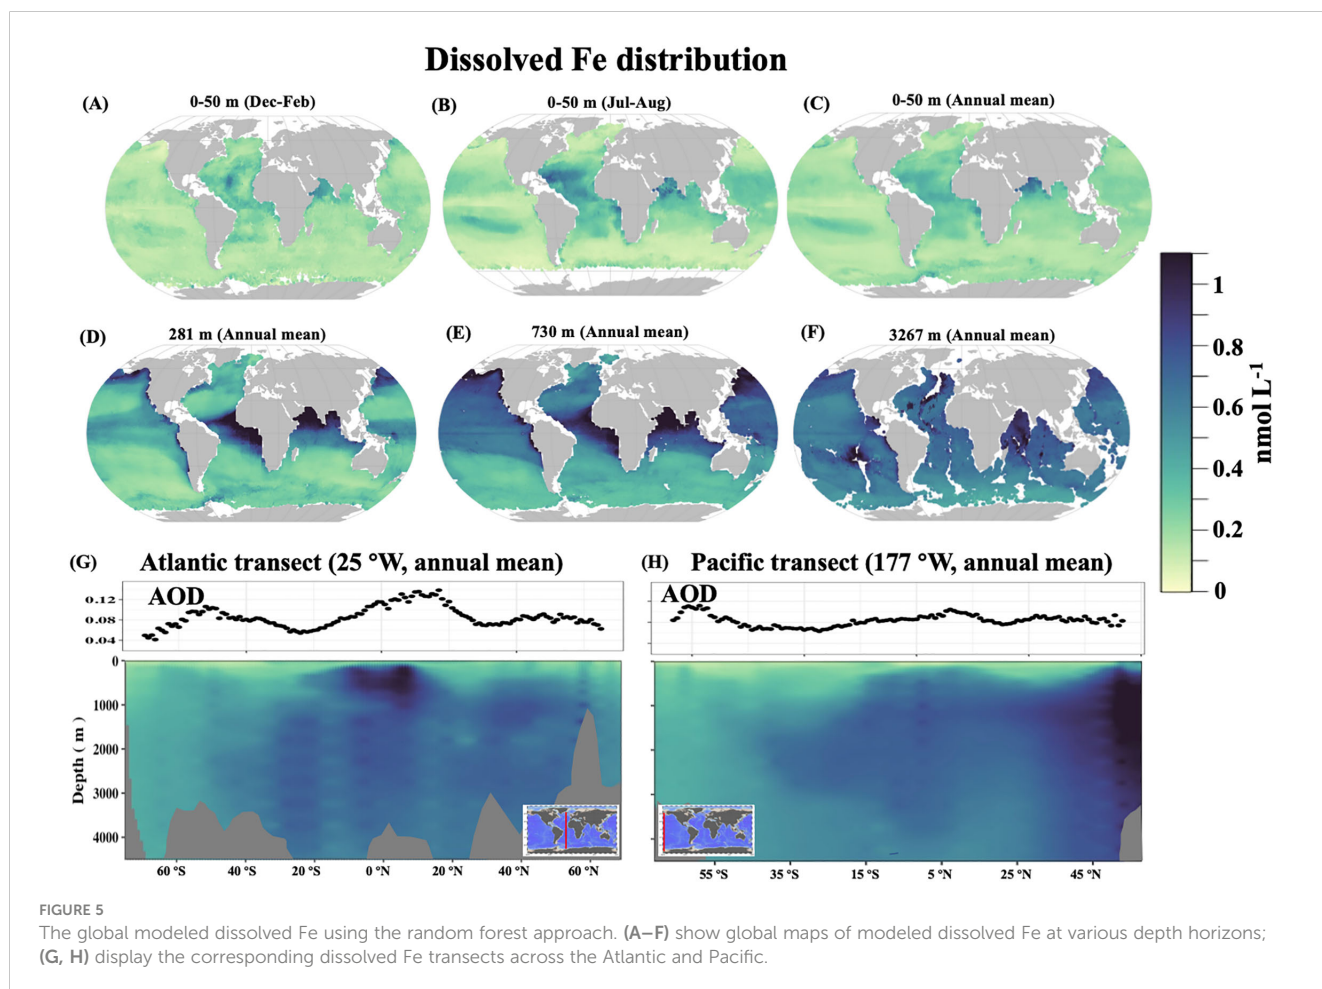 Dissolved Fe distribution
(A) 0-50 m (Dec-Feb)
(B) 0-50 m (Jul-Aug)
(C) 0-50 m (Annual mean)
(D) 281 m (Annual mean)
(E) 730 m (Annual mean)
(F) 3267 m (Annual mean)
1
0.8
0.6
0.4
0.2
0
nmol L⁻¹
(G) Atlantic transect (25 °W, annual mean)
AOD
0.12
0.08
0.04
0
1000
2000
3000
4000
Depth ( m )
60 °S 40 °S 20 °S 0 °N 20 °N 40 °N 60 °N
(H) Pacific transect (177 °W, annual mean)
AOD
55°S 35°S 15°S 5°N 25°N 45°N
FIGURE 5
The global modeled dissolved Fe using the random forest approach. (A–F) show global maps of modeled dissolved Fe at various depth horizons;
(G, H) display the corresponding dissolved Fe transects across the Atlantic and Pacific.